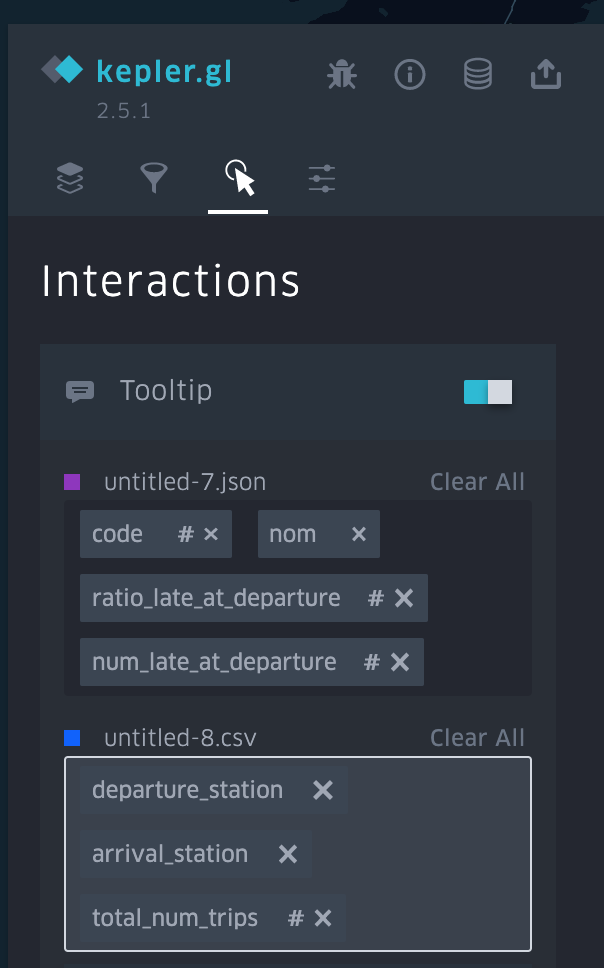 kepler.gl
2.5.1
Interactions
Tooltip
untitled-7.json Clear All
code # × nom ×
ratio_late_at_departure # ×
num_late_at_departure # ×
untitled-8.csv Clear All
departure_station ×
arrival_station ×
total_num_trips # ×